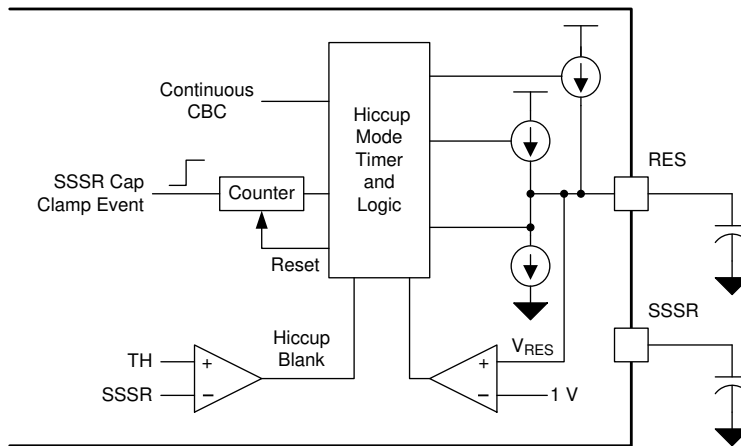 Continuous
CBC
Hiccup
Mode
Timer
and
Logic
RES
SSSR Cap
Clamp Event
Counter
Reset
SSSR
Hiccup
Blank
TH
+
SSSR
−
VRES
+
−
1 V